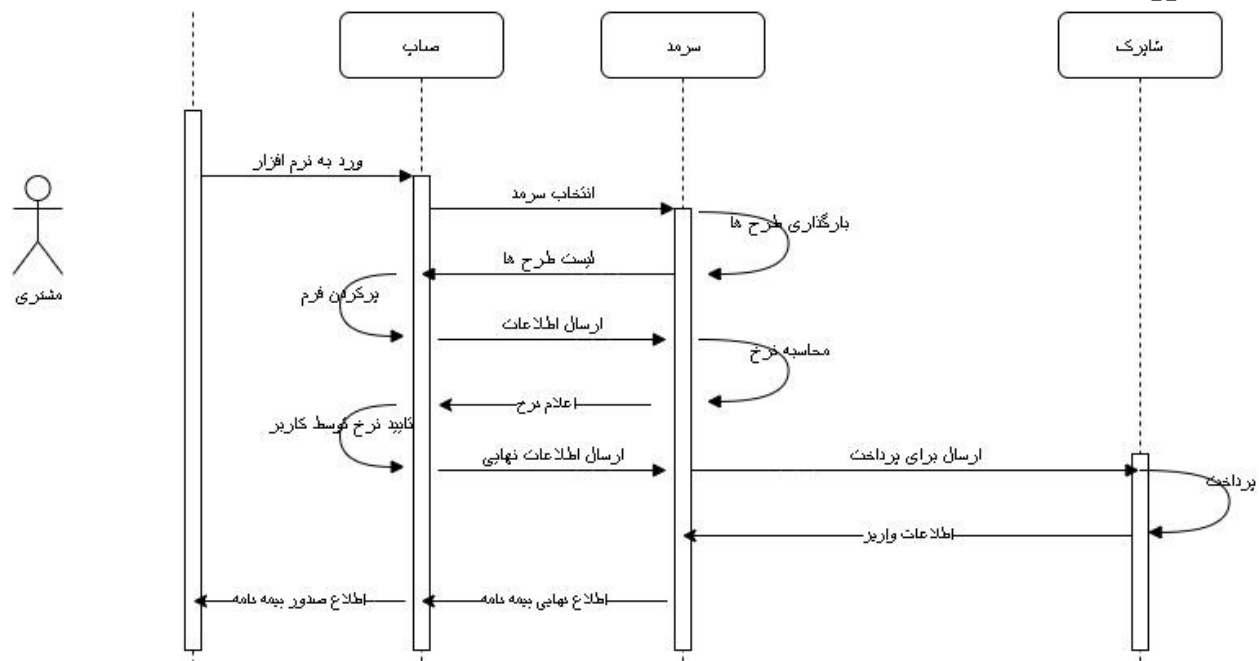 صاپ
سرمد
شاپرک
ورد به نرم افزار
انتخاب سرمد
بارگذاری طرح ها
لیست طرح ها
پرکردن فرم
مشتری
ارسال اطلاعات
محاسبه نرخ
اعلام نرخ
تایید نرخ توسط کاربر
ارسال اطلاعات نهایی
ارسال برای پرداخت
پرداخت
اطلاعات واریز
اطلاع نهایی بیمه نامه
اطلاع صدور بیمه نامه